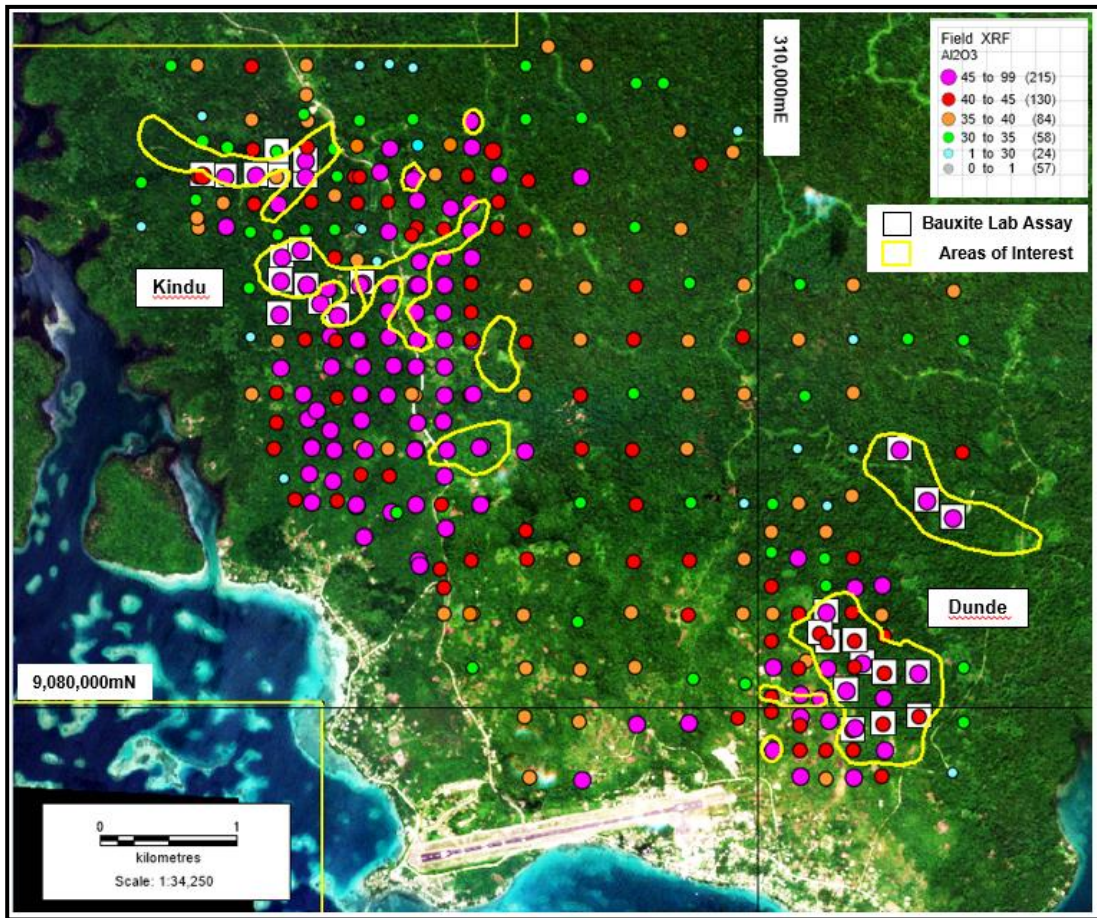 310,000mE
Field XRF
Al2O3
45 to 99 (215)
40 to 45 (130)
35 to 40 (84)
30 to 35 (58)
1 to 30 (24)
0 to 1 (57)
Bauxite Lab Assay
Areas of Interest
Kindu
Dunde
9,080,000mN
0 1
kilometres
Scale: 1:34,250